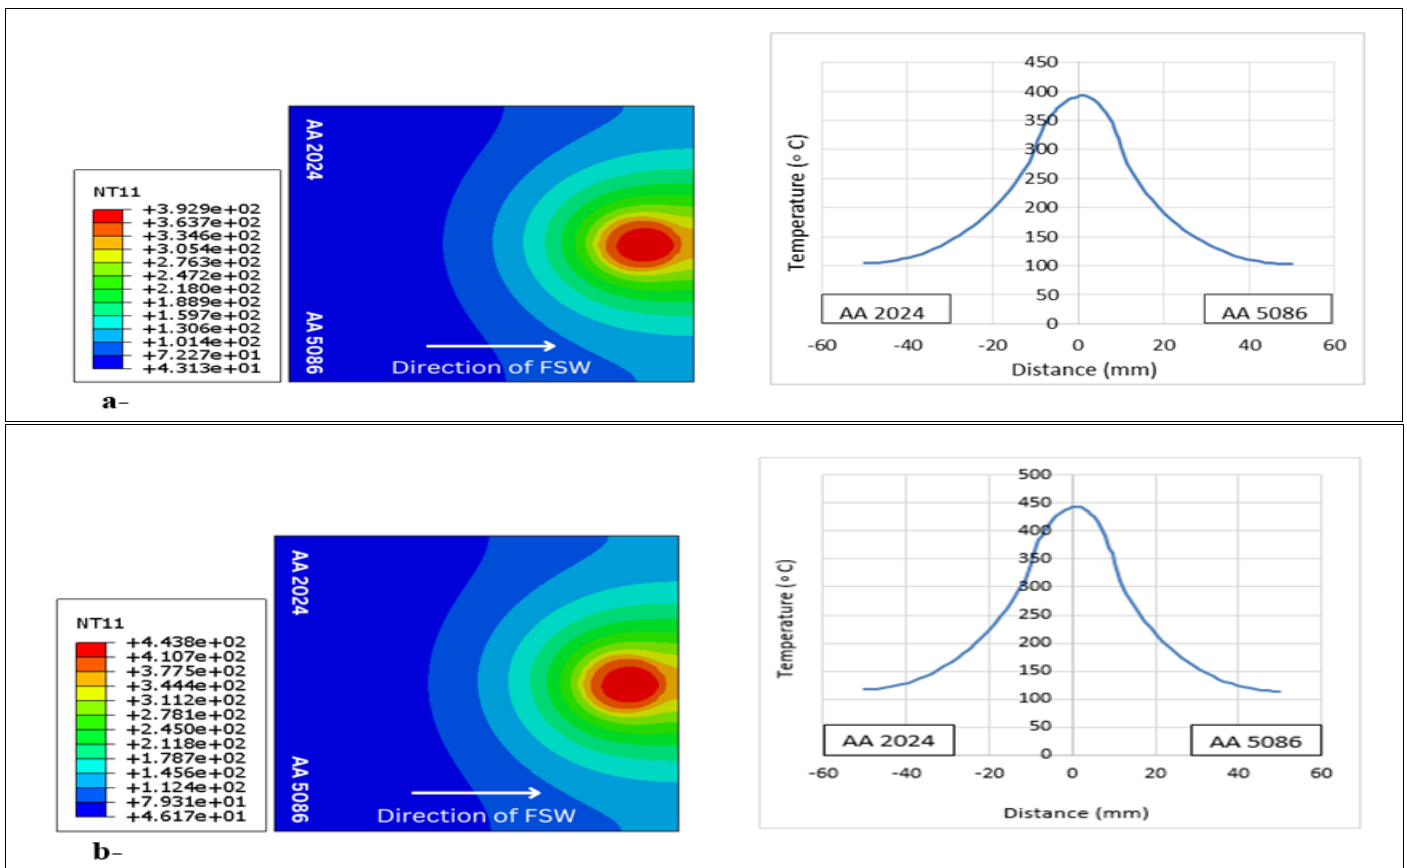 AA 2024
AA 5086
Direction of FSW
NT11
+3.929e+02
+3.637e+02
+3.346e+02
+3.054e+02
+2.763e+02
+2.472e+02
+2.180e+02
+1.889e+02
+1.597e+02
+1.306e+02
+1.014e+02
+7.227e+01
+4.313e+01
a-
Temperature (∘ C)
450
400
350
300
250
200
150
100
50
0
AA 2024
AA 5086
-60 -40 -20 0 20 40 60
Distance (mm)
AA 2024
AA 5086
Direction of FSW
NT11
+4.438e+02
+4.107e+02
+3.775e+02
+3.444e+02
+3.112e+02
+2.781e+02
+2.450e+02
+2.118e+02
+1.787e+02
+1.456e+02
+1.124e+02
+7.931e+01
+4.617e+01
b-
Temperature (∘ C)
500
450
400
350
300
250
200
150
100
50
0
AA 2024
AA 5086
-60 -40 -20 0 20 40 60
Distance (mm)